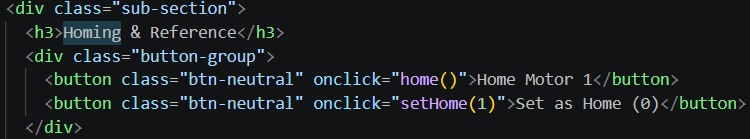 <div class="sub-section">
<h3>Homing & Reference</h3>
<div class="button-group">
<button class="btn-neutral" onclick="home()">Home Motor 1</button>
<button class="btn-neutral" onclick="setHome(1)">Set as Home (0)</button>
</div>